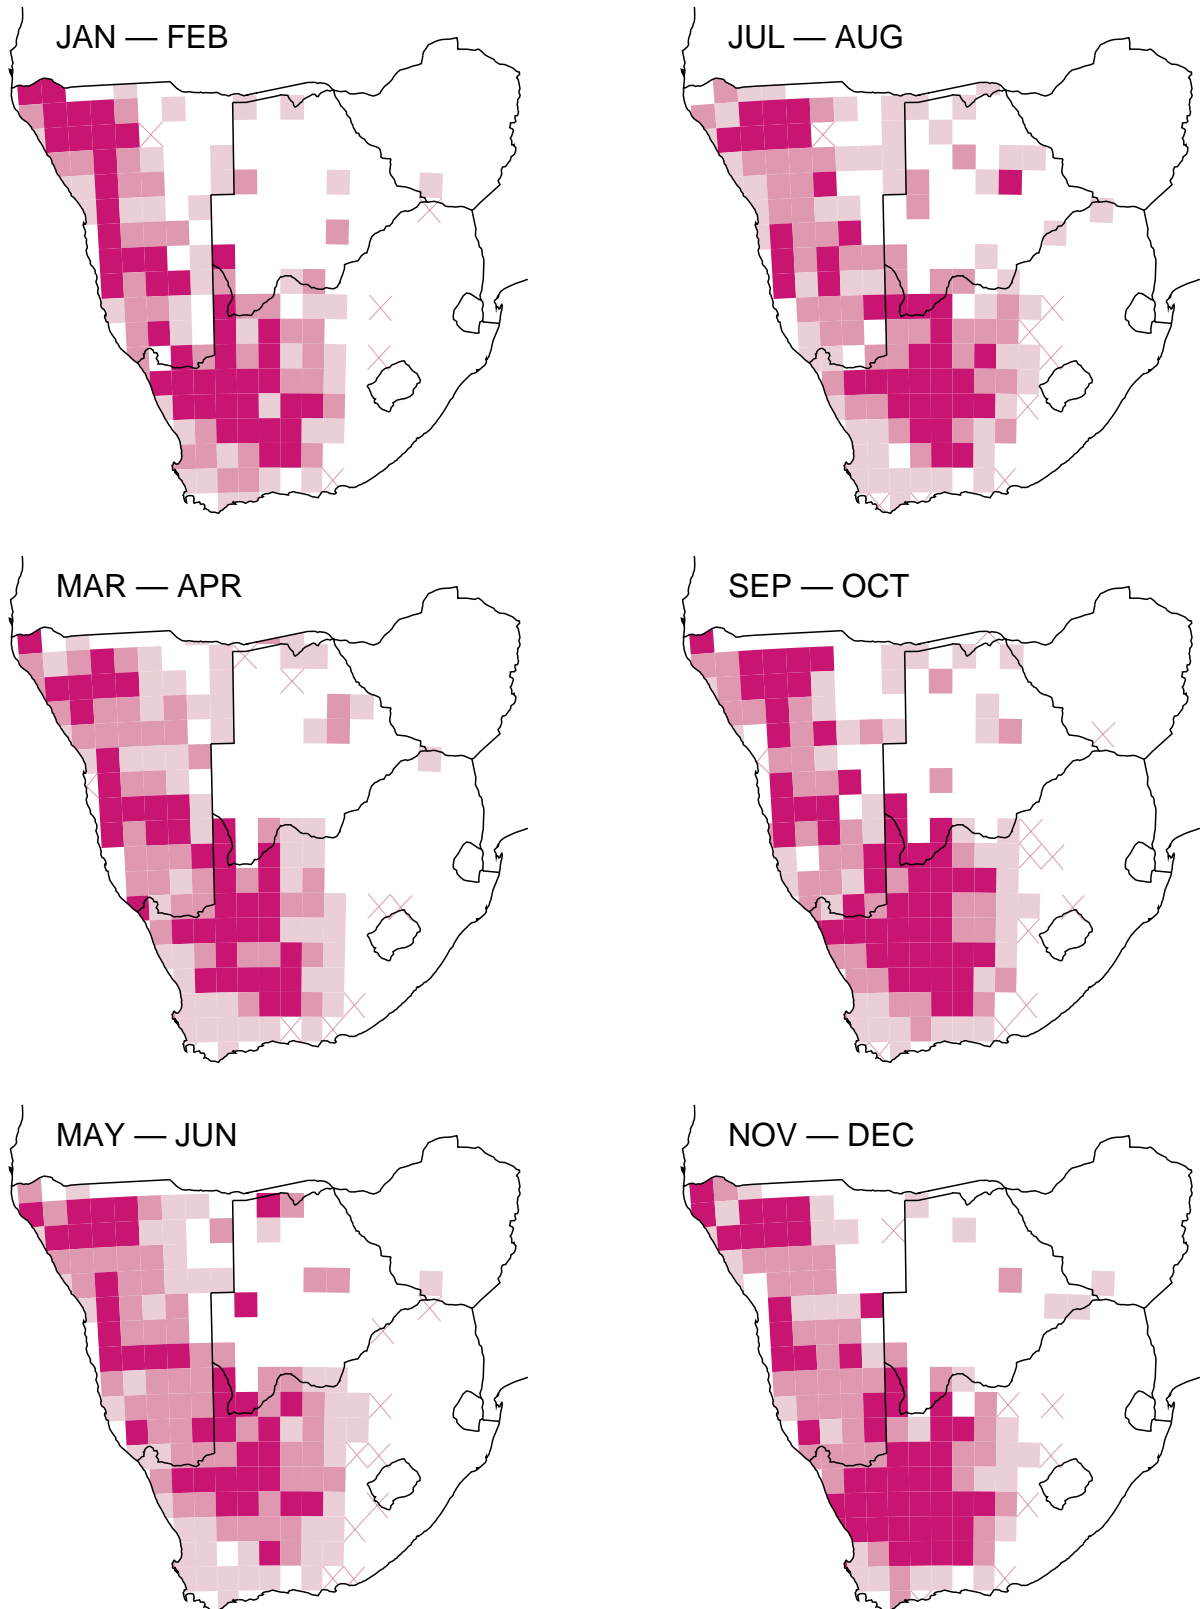 JAN — FEB
JUL — AUG
MAR — APR
SEP — OCT
MAY — JUN
NOV — DEC